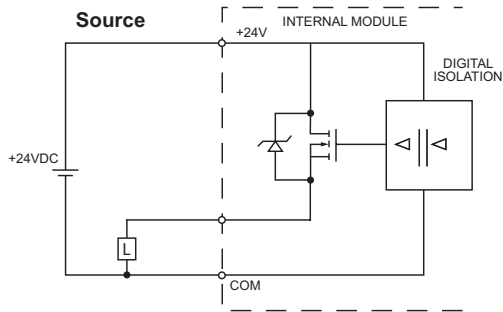 Source
INTERNAL MODULE
+24V
DIGITAL
ISOLATION
+24VDC
L
COM